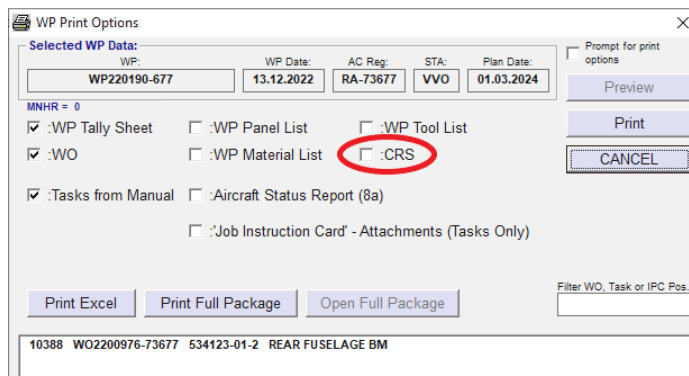 WP Print Options
Selected WP Data:
WP: WP Date: AC Reg: STA: Plan Date:
WP220190-677 13.12.2022 RA-73677 VVO 01.03.2024
Prompt for print
options
Preview
MNHR = 0
:WP Tally Sheet :WP Panel List :WP Tool List
Print
:WO :WP Material List :CRS
CANCEL
:Tasks from Manual :Aircraft Status Report (8a)
:'Job Instruction Card' - Attachments (Tasks Only)
Filter WO, Task or IPC Pos.
Print Excel Print Full Package Open Full Package
10388 WO2200976-73677 534123-01-2 REAR FUSELAGE BM